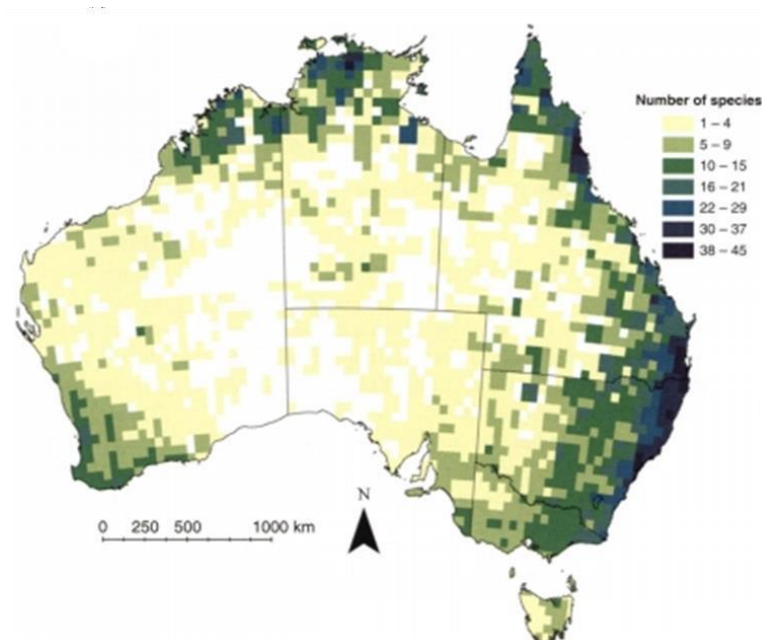 Number of species
1 – 4
5 – 9
10 – 15
16 – 21
22 – 29
30 – 37
38 – 45
N
0 250 500 1000 km